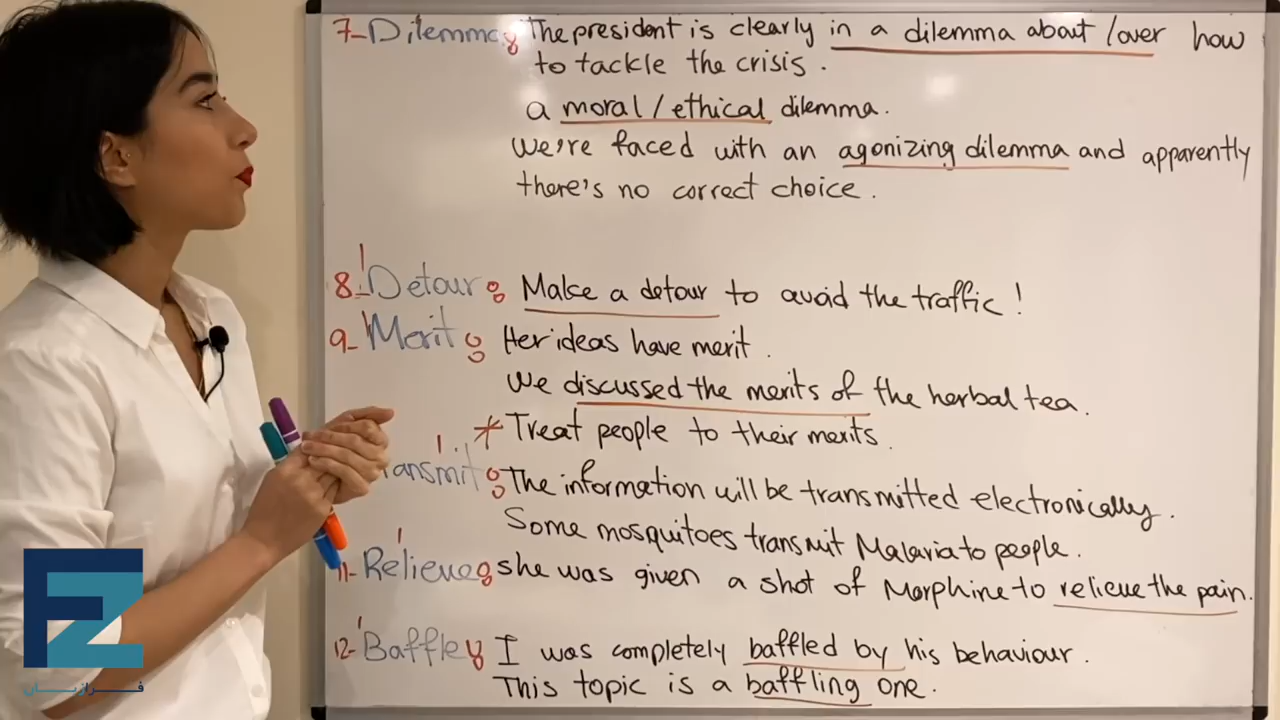 7- Dilemma: The president is clearly in a dilemma about / over how
to tackle the crisis.
a moral / ethical dilemma.
We're faced with an agonizing dilemma and apparently
there's no correct choice.
8- Detour: Make a detour to avoid the traffic!
9- Merit: Her ideas have merit.
We discussed the merits of the herbal tea.
* Treat people to their merits.
ansmit: The information will be transmitted electronically.
Some mosquitoes transmit Malaria to people.
11- Relieve: she was given a shot of Morphine to relieve the pain.
12- Baffle: I was completely baffled by his behaviour.
This topic is a baffling one.
FZ
فرازبان